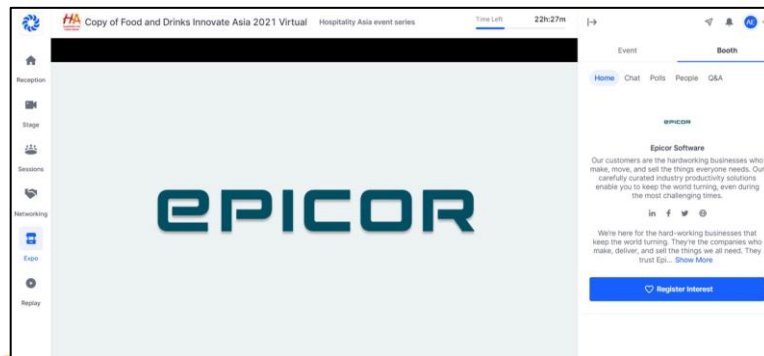 HA Copy of Food and Drinks Innovate Asia 2021 Virtual Hospitality Asia event series Time Left 22h:27m AE
Reception
Stage
Sessions
Networking
Expo
Replay
EPICOR
Event Booth
Home Chat Polls People Q&A
EPICOR
Epicor Software
Our customers are the hardworking businesses who
make, move, and sell the things everyone needs. Our
carefully curated industry productivity solutions
enable you to keep the world turning, even during
the most challenging times.
We're here for the hard-working businesses that
keep the world turning. They're the companies who
make, deliver, and sell the things we all need. They
trust Epi... Show More
Register Interest